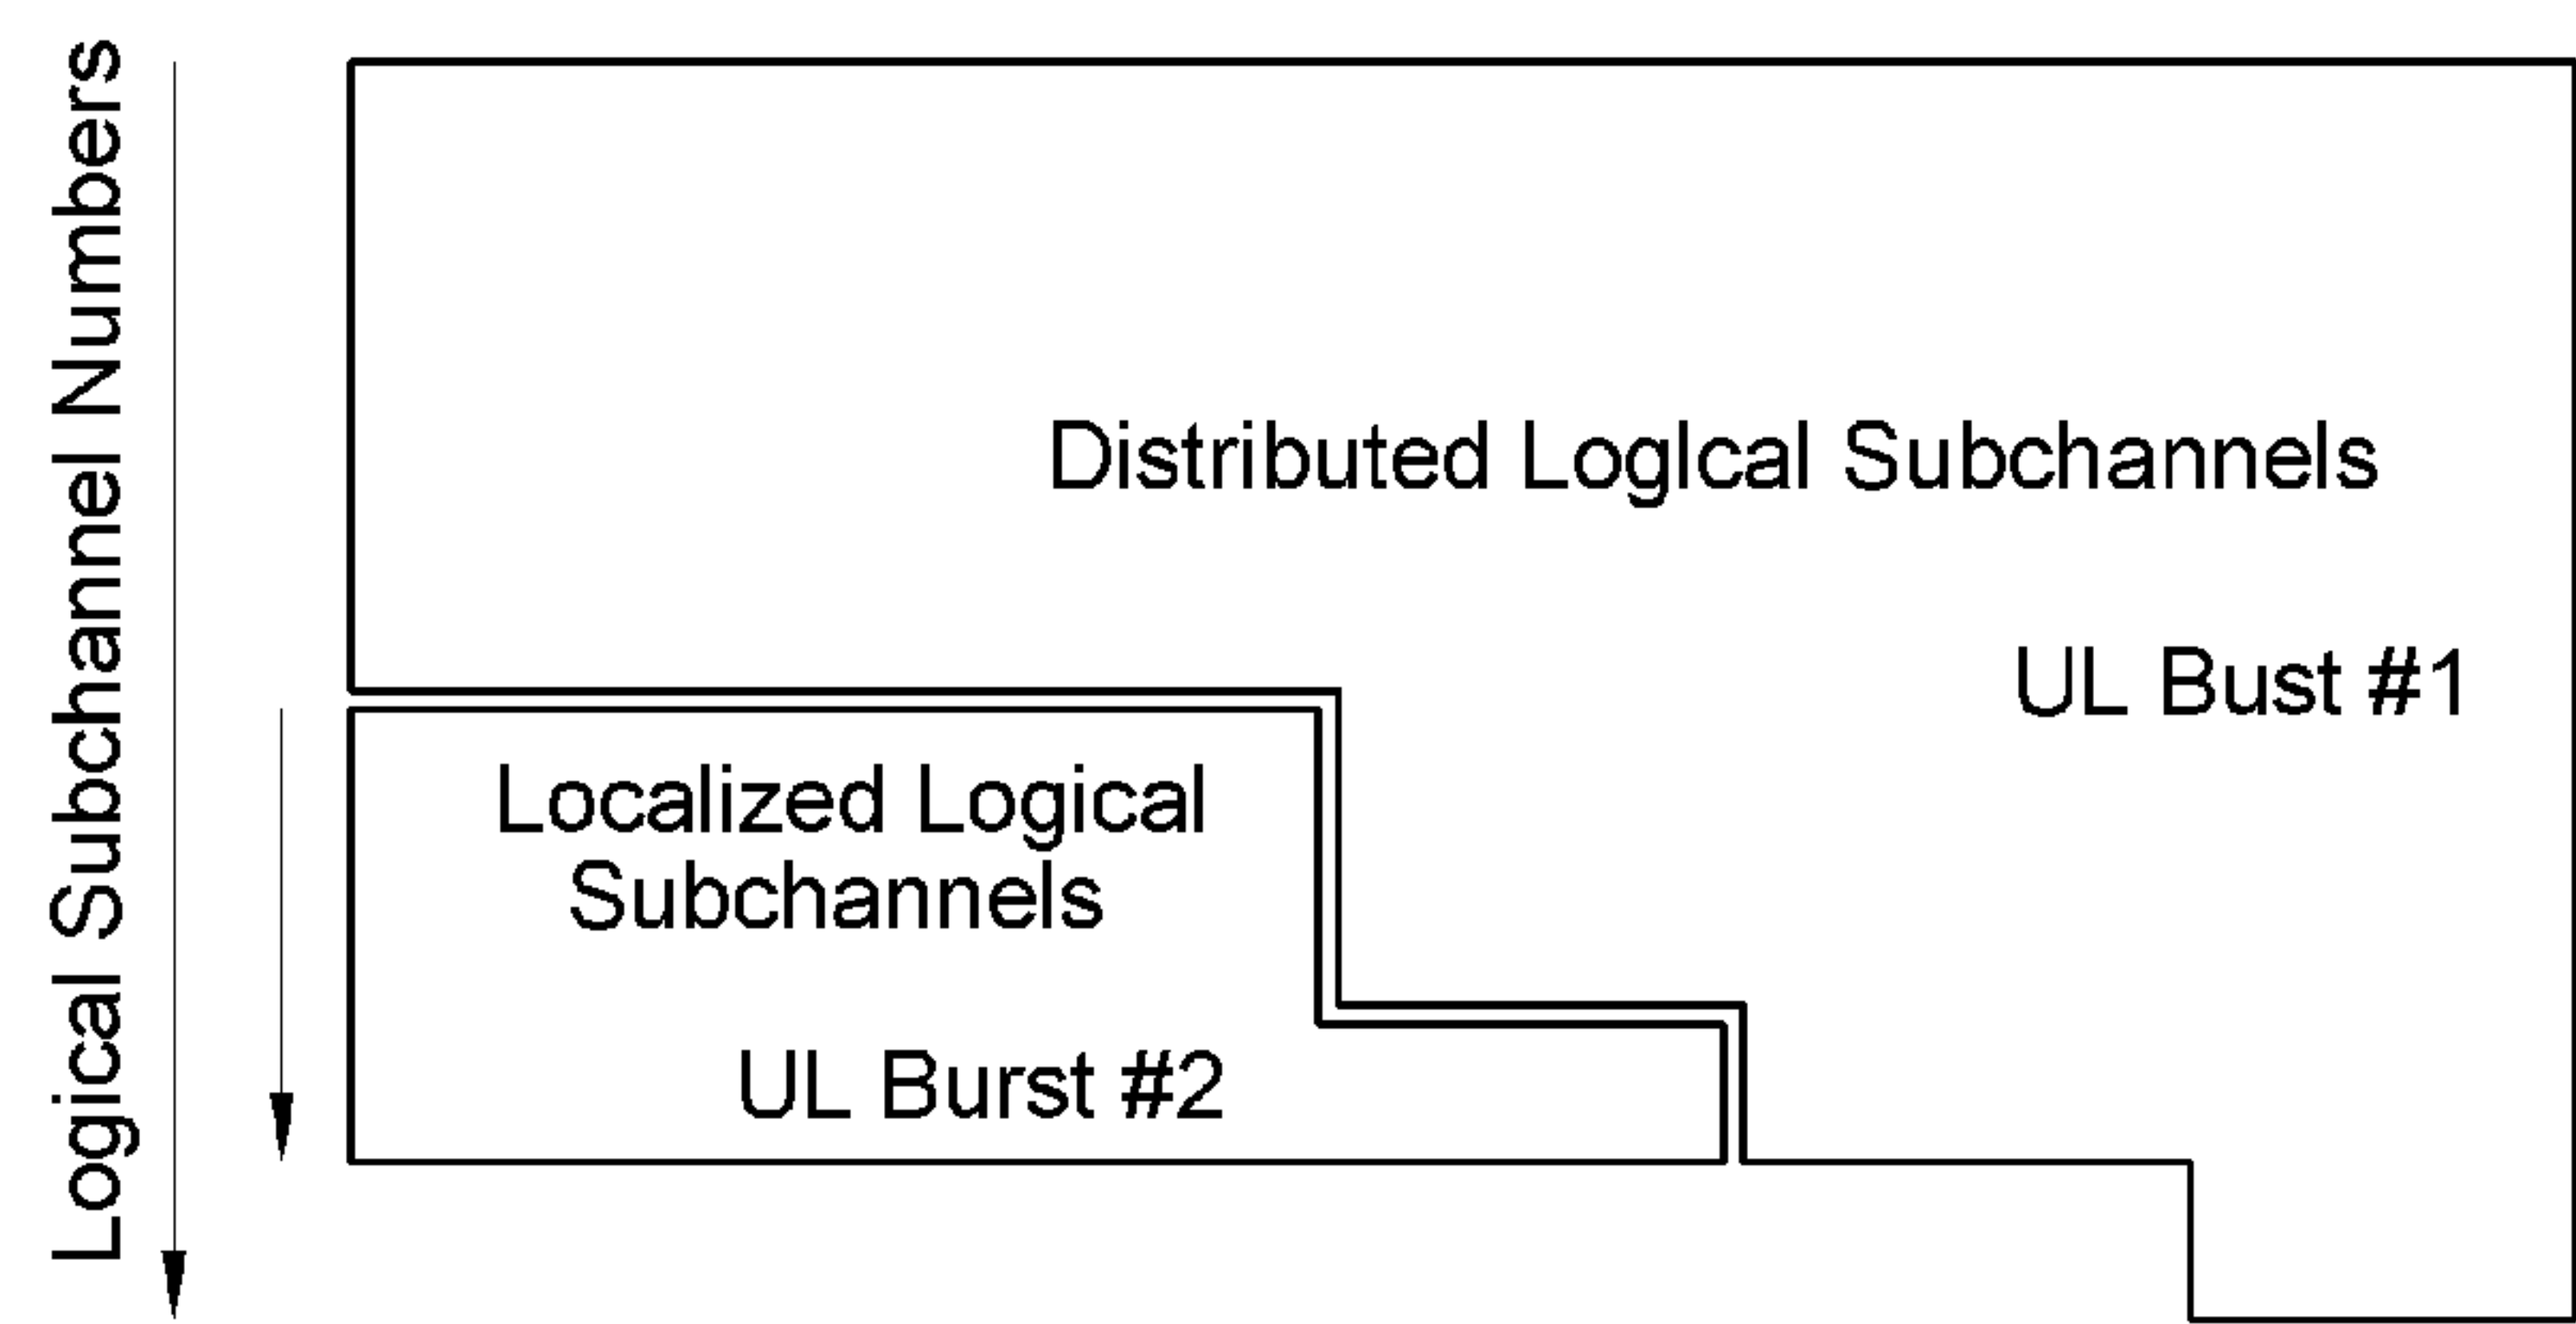 Logical Subchannel Numbers
Distributed Loglcal Subchannels
UL Bust #1
Localized Logical
Subchannels
UL Burst #2